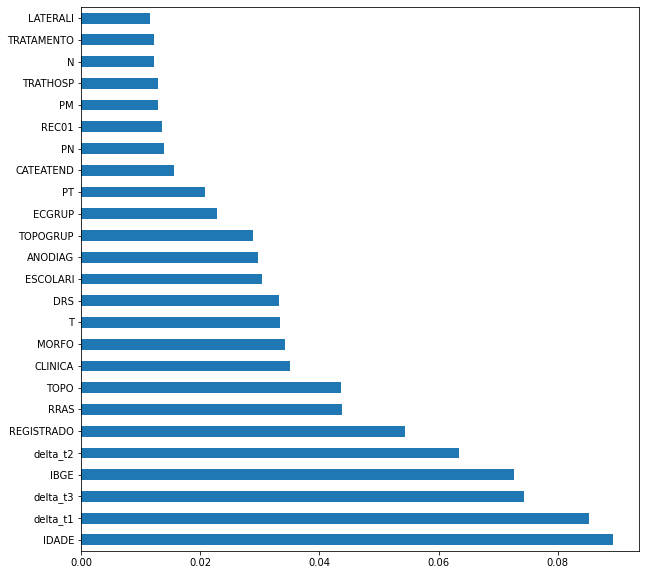 LATERALI
TRATAMENTO
N
TRATHOSP
PM
REC01
PN
CATEATEND
PT
ECGRUP
TOPOGRUP
ANODIAG
ESCOLARI
DRS
T
MORFO
CLINICA
TOPO
RRAS
REGISTRADO
delta_t2
IBGE
delta_t3
delta_t1
IDADE
0.00 0.02 0.04 0.06 0.08